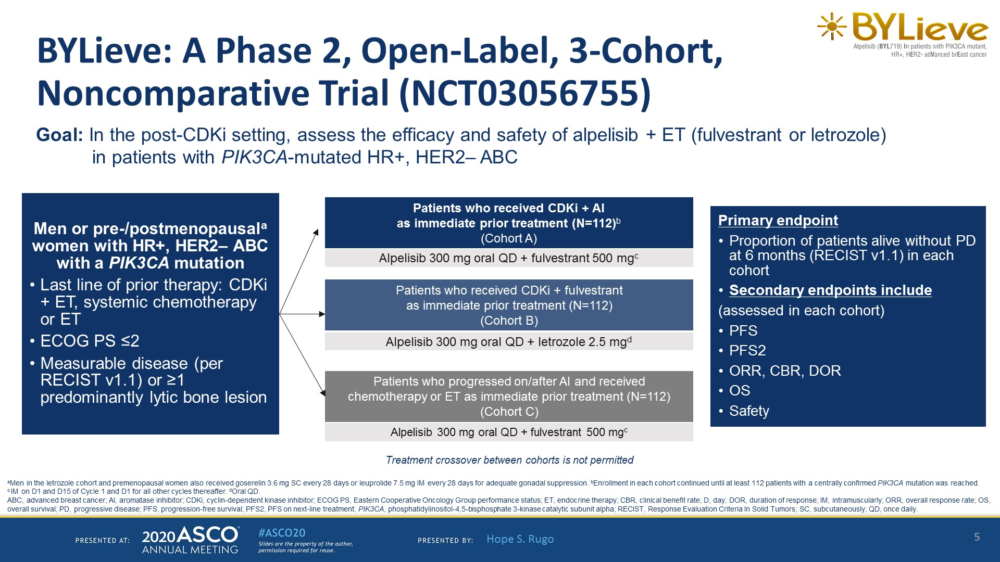 BYLieve
Alpelisib (BYL719) In patients with PIK3CA mutant,
HR+, HER2- adVanced brEast cancer
BYLieve: A Phase 2, Open-Label, 3-Cohort,
Noncomparative Trial (NCT03056755)
Goal: In the post-CDKi setting, assess the efficacy and safety of alpelisib + ET (fulvestrant or letrozole)
in patients with PIK3CA-mutated HR+, HER2– ABC
Men or pre-/postmenopausalᵃ
women with HR+, HER2– ABC
with a PIK3CA mutation
• Last line of prior therapy: CDKi
+ ET, systemic chemotherapy
or ET
• ECOG PS ≤2
• Measurable disease (per
RECIST v1.1) or ≥1
predominantly lytic bone lesion
Patients who received CDKi + AI
as immediate prior treatment (N=112)ᵇ
(Cohort A)
Alpelisib 300 mg oral QD + fulvestrant 500 mgᶜ
Patients who received CDKi + fulvestrant
as immediate prior treatment (N=112)
(Cohort B)
Alpelisib 300 mg oral QD + letrozole 2.5 mgᵈ
Patients who progressed on/after AI and received
chemotherapy or ET as immediate prior treatment (N=112)
(Cohort C)
Alpelisib 300 mg oral QD + fulvestrant 500 mgᶜ
Treatment crossover between cohorts is not permitted
Primary endpoint
• Proportion of patients alive without PD
at 6 months (RECIST v1.1) in each
cohort
• Secondary endpoints include
(assessed in each cohort)
• PFS
• PFS2
• ORR, CBR, DOR
• OS
• Safety
ᵃMen in the letrozole cohort and premenopausal women also received goserelin 3.6 mg SC every 28 days or leuprolide 7.5 mg IM every 28 days for adequate gonadal suppression. ᵇEnrollment in each cohort continued until at least 112 patients with a centrally confirmed PIK3CA mutation was reached.
ᶜIM on D1 and D15 of Cycle 1 and D1 for all other cycles thereafter. ᵈOral QD.
ABC, advanced breast cancer; AI, aromatase inhibitor; CDKi, cyclin-dependent kinase inhibitor; ECOG PS, Eastern Cooperative Oncology Group performance status; ET, endocrine therapy; CBR, clinical benefit rate; D, day; DOR, duration of response; IM, intramuscularly; ORR, overall response rate; OS,
overall survival; PD, progressive disease; PFS, progression-free survival; PFS2, PFS on next-line treatment; PIK3CA, phosphatidylinositol-4,5-bisphosphate 3-kinase catalytic subunit alpha; RECIST, Response Evaluation Criteria In Solid Tumors; SC, subcutaneously; QD, once daily.
PRESENTED AT:
2020 ASCO
ANNUAL MEETING
#ASCO20
Slides are the property of the author,
permission required for reuse.
PRESENTED BY:
Hope S. Rugo
5